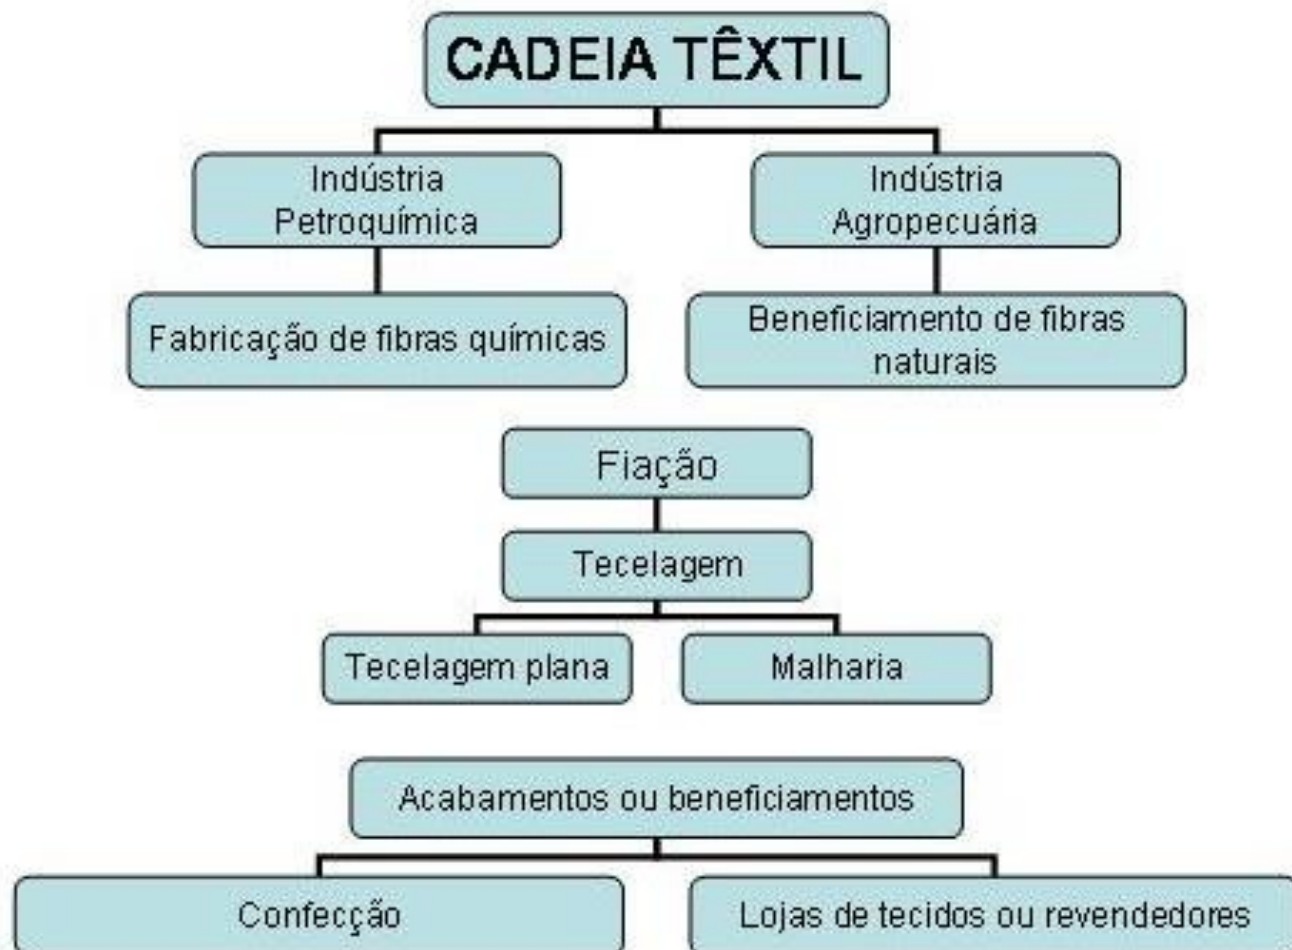 CADEIA TÊXTIL
Indústria
Petroquímica
Indústria
Agropecuária
Fabricação de fibras químicas
Beneficiamento de fibras
naturais
Fiação
Tecelagem
Tecelagem plana
Malharia
Acabamentos ou beneficiamentos
Confecção
Lojas de tecidos ou revendedores